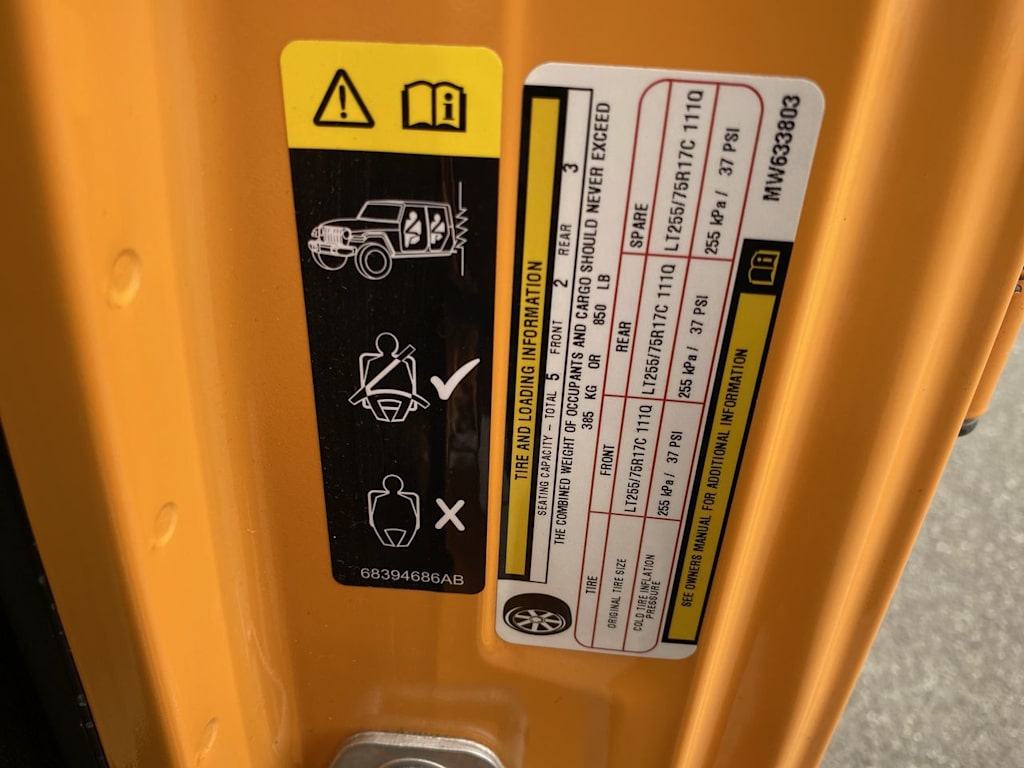 68394686AB
TIRE AND LOADING INFORMATION
SEATING CAPACITY - TOTAL 5 FRONT 2 REAR 3
THE COMBINED WEIGHT OF OCCUPANTS AND CARGO SHOULD NEVER EXCEED
385 KG OR 850 LB
TIRE FRONT REAR SPARE
ORIGINAL TIRE SIZE LT255/75R17C 111Q LT255/75R17C 111Q LT255/75R17C 111Q
COLD TIRE INFLATION
PRESSURE 255 kPa / 37 PSI 255 kPa / 37 PSI 255 kPa / 37 PSI
SEE OWNERS MANUAL FOR ADDITIONAL INFORMATION
MW633803